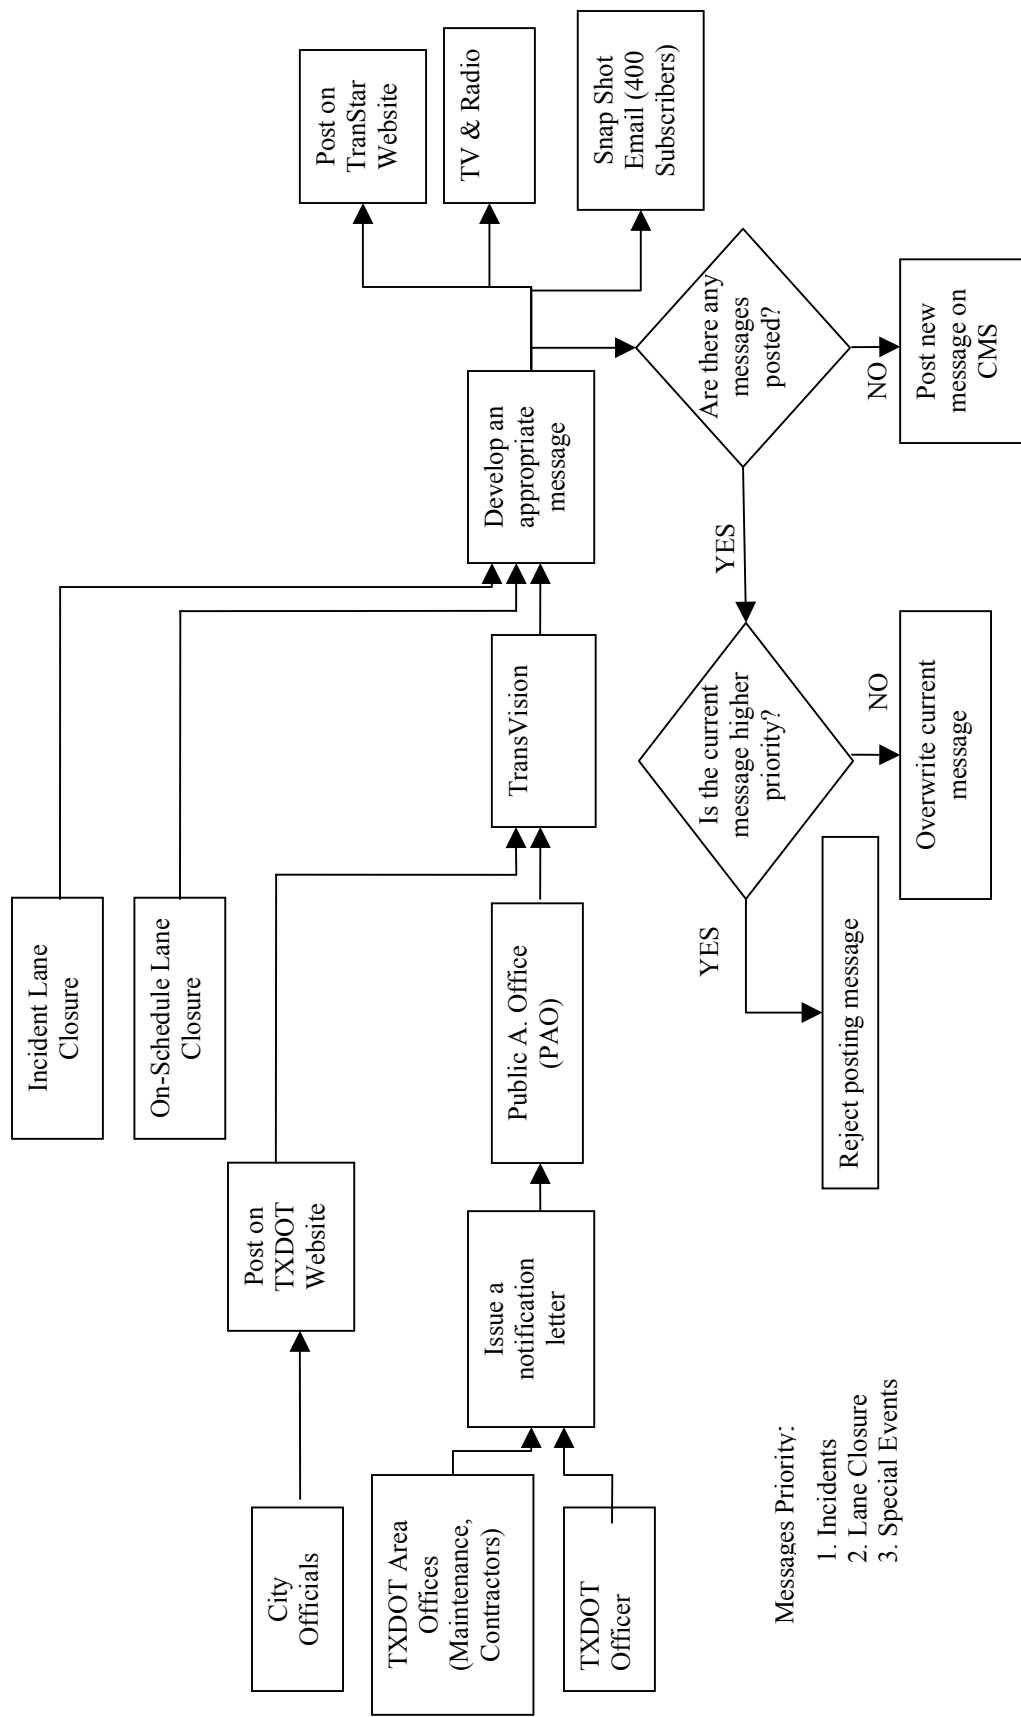 City
Officials
TXDOT Area
Offices
(Maintenance,
Contractors)
TXDOT
Officer
Post on
TXDOT
Website
Issue a
notification
letter
Incident Lane
Closure
On-Schedule Lane
Closure
Public A. Office
(PAO)
TransVision
Develop an
appropriate
message
Post on
TranStar
Website
TV & Radio
Snap Shot
Email (400
Subscribers)
Are there any
messages
posted?
YES
NO
Post new
message on
CMS
Is the current
message higher
priority?
YES
NO
Reject posting message
Overwrite current
message
Messages Priority:
1. Incidents
2. Lane Closure
3. Special Events